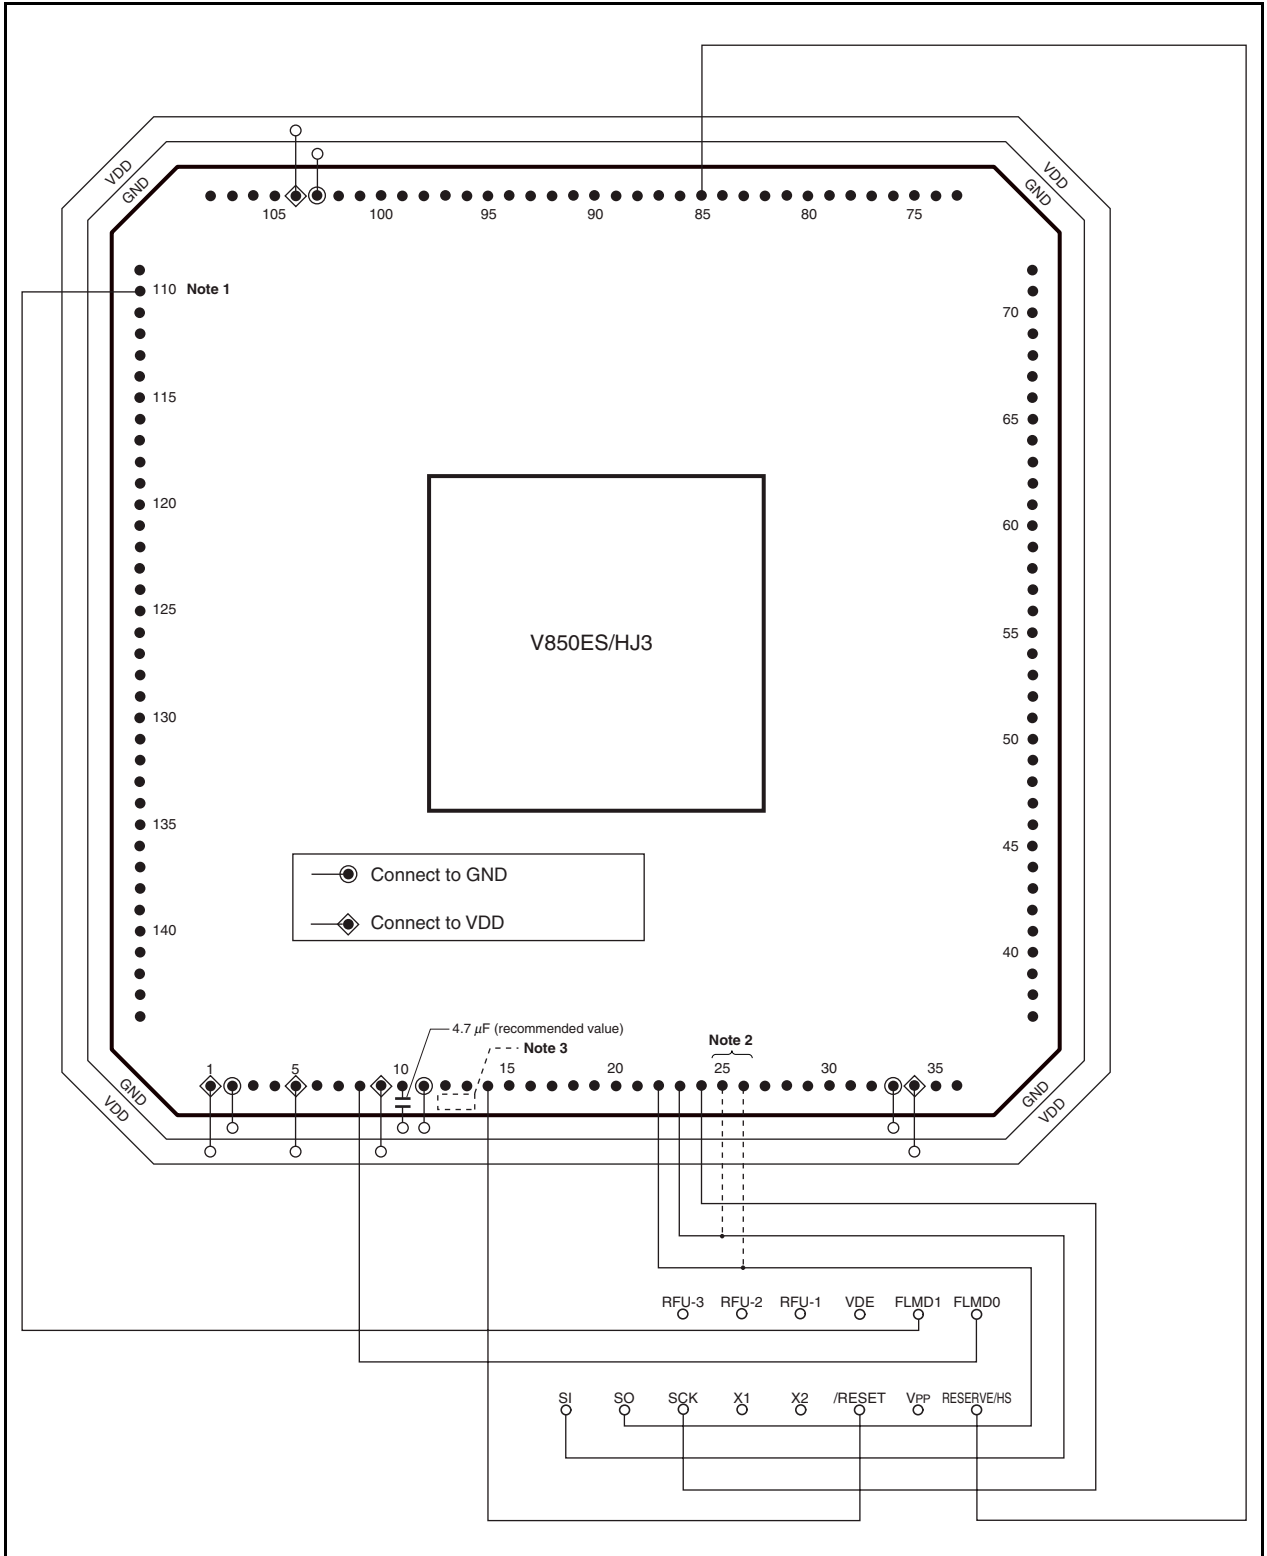 VDD
GND
VDD
GND
105 100 95 90 85 80 75
110 Note 1
70
115
65
120
60
125
55
V850ES/HJ3
130
50
135
45
Connect to GND
Connect to VDD
140
40
4.7 μF (recommended value)
Note 3
Note 2
1 5 10 15 20 25 30 35
GND
VDD
GND
VDD
RFU-3 RFU-2 RFU-1 VDE FLMD1 FLMD0
SI SO SCK X1 X2 /RESET VPP RESERVE/HS